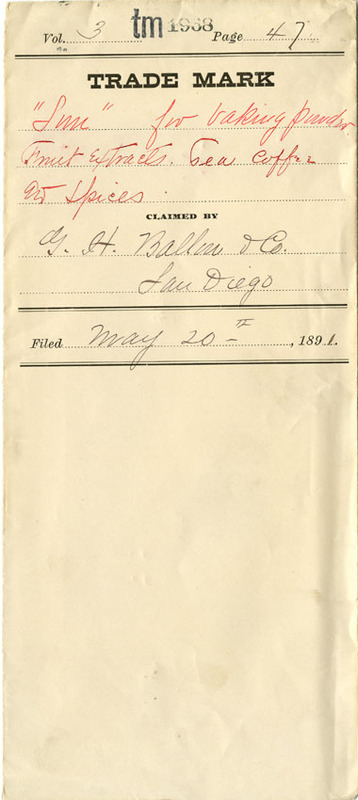 Vol. 3 tm 1968 Page 47
TRADE MARK
"Sun" for baking powder
Fruit Extracts. Tea Coffee
and Spices
CLAIMED BY
G. H. Ballou & Co.
San Diego
Filed May 20th, 1891.